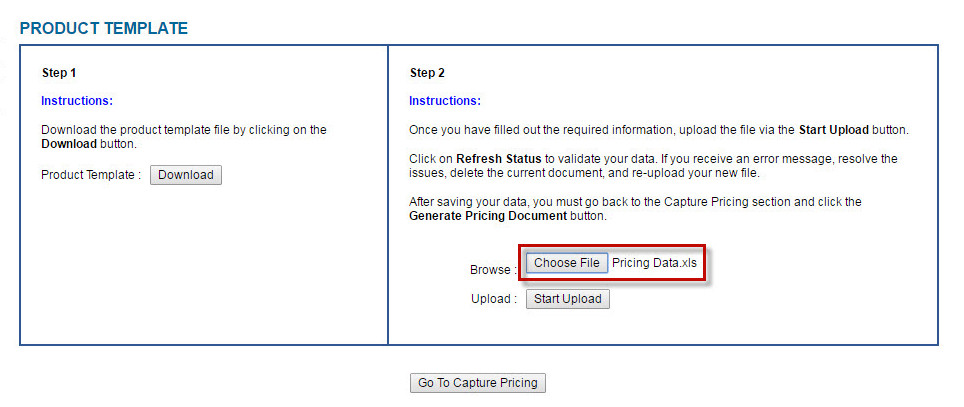 PRODUCT TEMPLATE
Step 1
Instructions:
Download the product template file by clicking on the
Download button.
Product Template : Download
Step 2
Instructions:
Once you have filled out the required information, upload the file via the Start Upload button.
Click on Refresh Status to validate your data. If you receive an error message, resolve the
issues, delete the current document, and re-upload your new file.
After saving your data, you must go back to the Capture Pricing section and click the
Generate Pricing Document button.
Browse : Choose File Pricing Data.xls
Upload : Start Upload
Go To Capture Pricing